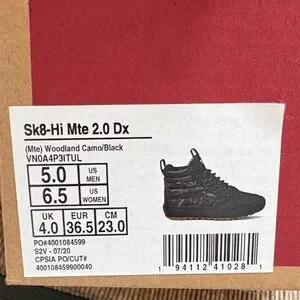 Sk8-Hi Mte 2.0 Dx
(Mte) Woodland Camo/Black
VN0A4P3ITUL
5.0 US MEN
6.5 US WOMEN
UK EUR CM
4.0 36.5 23.0
PO#4001084599
S2V - 07/20
CPSIA PO/CUT#
400108459900040
1 94112 41028 1